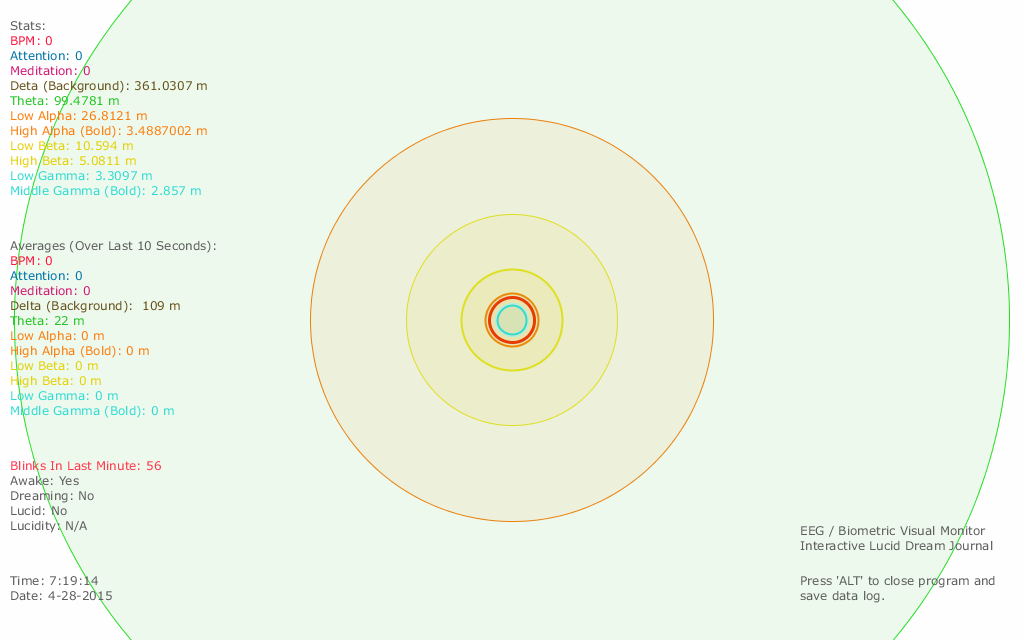 Stats:
BPM: 0
Attention: 0
Meditation: 0
Deta (Background): 361.0307 m
Theta: 99.4781 m
Low Alpha: 26.8121 m
High Alpha (Bold): 3.4887002 m
Low Beta: 10.594 m
High Beta: 5.0811 m
Low Gamma: 3.3097 m
Middle Gamma (Bold): 2.857 m
Averages (Over Last 10 Seconds):
BPM: 0
Attention: 0
Meditation: 0
Delta (Background):  109 m
Theta: 22 m
Low Alpha: 0 m
High Alpha (Bold): 0 m
Low Beta: 0 m
High Beta: 0 m
Low Gamma: 0 m
Middle Gamma (Bold): 0 m
Blinks In Last Minute: 56
Awake: Yes
Dreaming: No
Lucid: No
Lucidity: N/A
Time: 7:19:14
Date: 4-28-2015
EEG / Biometric Visual Monitor
Interactive Lucid Dream Journal
Press 'ALT' to close program and
save data log.